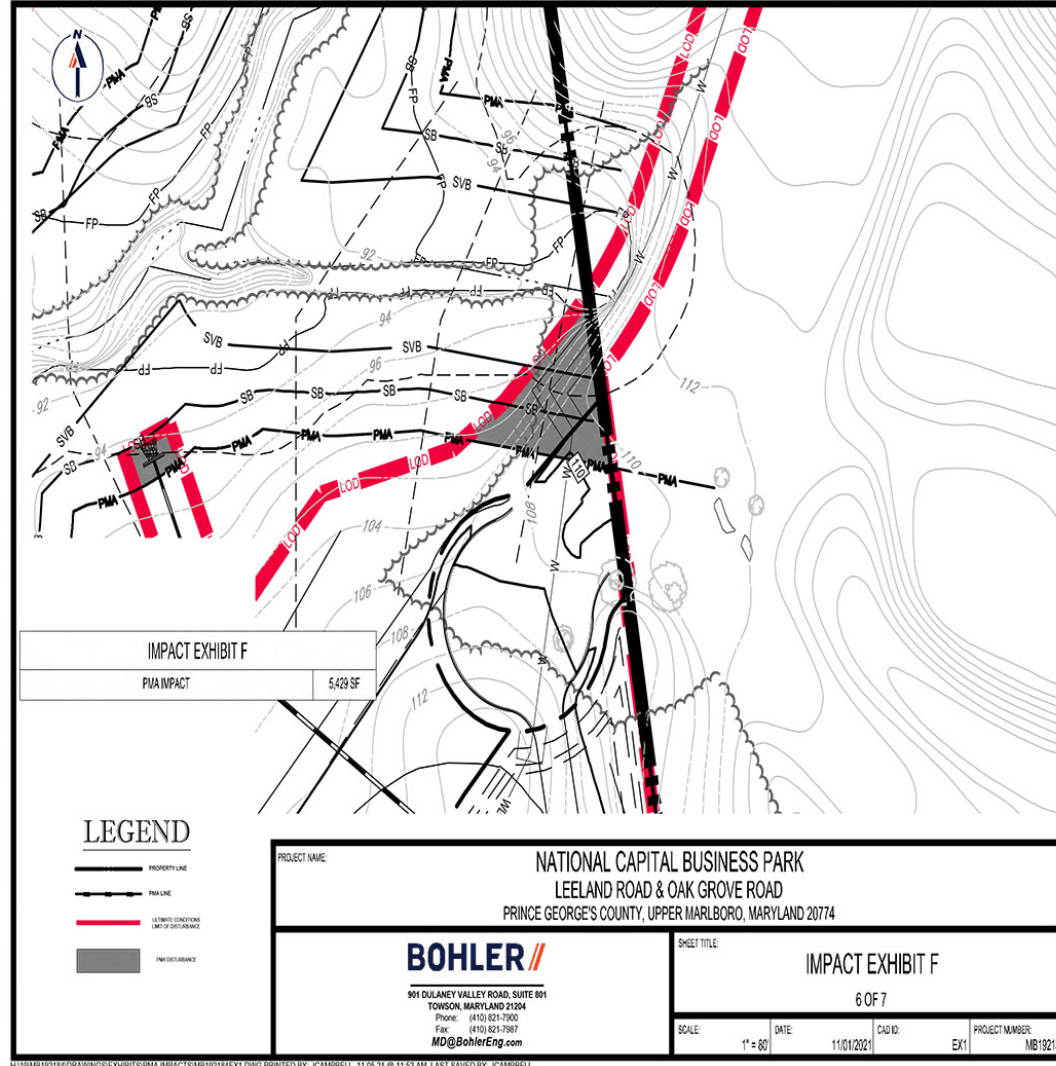 N
PMA
SB
FP
SVB
LOD
W
92
94
96
104
106
108
110
112
IMPACT EXHIBIT F
PMA IMPACT 5,429 SF
LEGEND
PROPERTY LINE
PMA LINE
ULTIMATE CONDITIONS
LIMIT OF DISTURBANCE
PMA DISTURBANCE
PROJECT NAME:
NATIONAL CAPITAL BUSINESS PARK
LEELAND ROAD & OAK GROVE ROAD
PRINCE GEORGE'S COUNTY, UPPER MARLBORO, MARYLAND 20774
BOHLER //
901 DULANEY VALLEY ROAD, SUITE 801
TOWSON, MARYLAND 21204
Phone: (410) 821-7900
Fax: (410) 821-7987
MD@BohlerEng.com
SHEET TITLE:
IMPACT EXHIBIT F
6 OF 7
SCALE: 1" = 80'
DATE: 11/01/2021
CAD ID: EX1
PROJECT NUMBER: MB1921